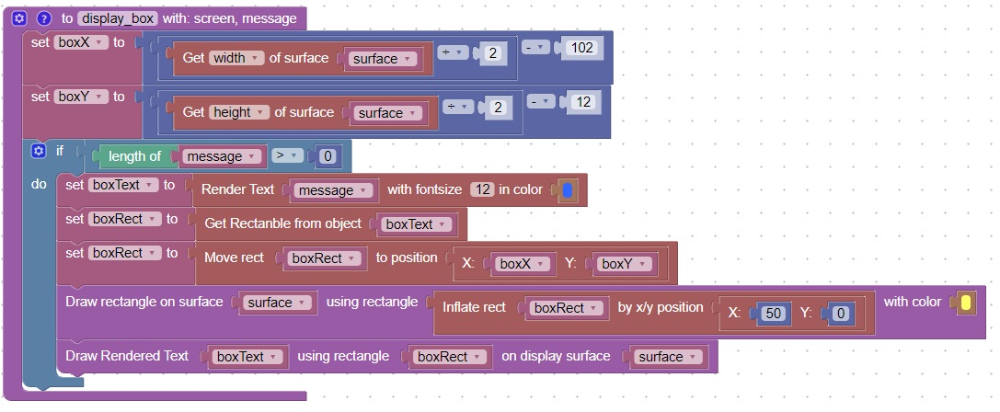 ? to display_box with: screen, message
set boxX to Get width of surface surface ÷ 2 - 102
set boxY to Get height of surface surface ÷ 2 - 12
if length of message > 0
do set boxText to Render Text message with fontsize 12 in color
set boxRect to Get Rectanble from object boxText
set boxRect to Move rect boxRect to position X: boxX Y: boxY
Draw rectangle on surface surface using rectangle Inflate rect boxRect by x/y position X: 50 Y: 0 with color
Draw Rendered Text boxText using rectangle boxRect on display surface surface